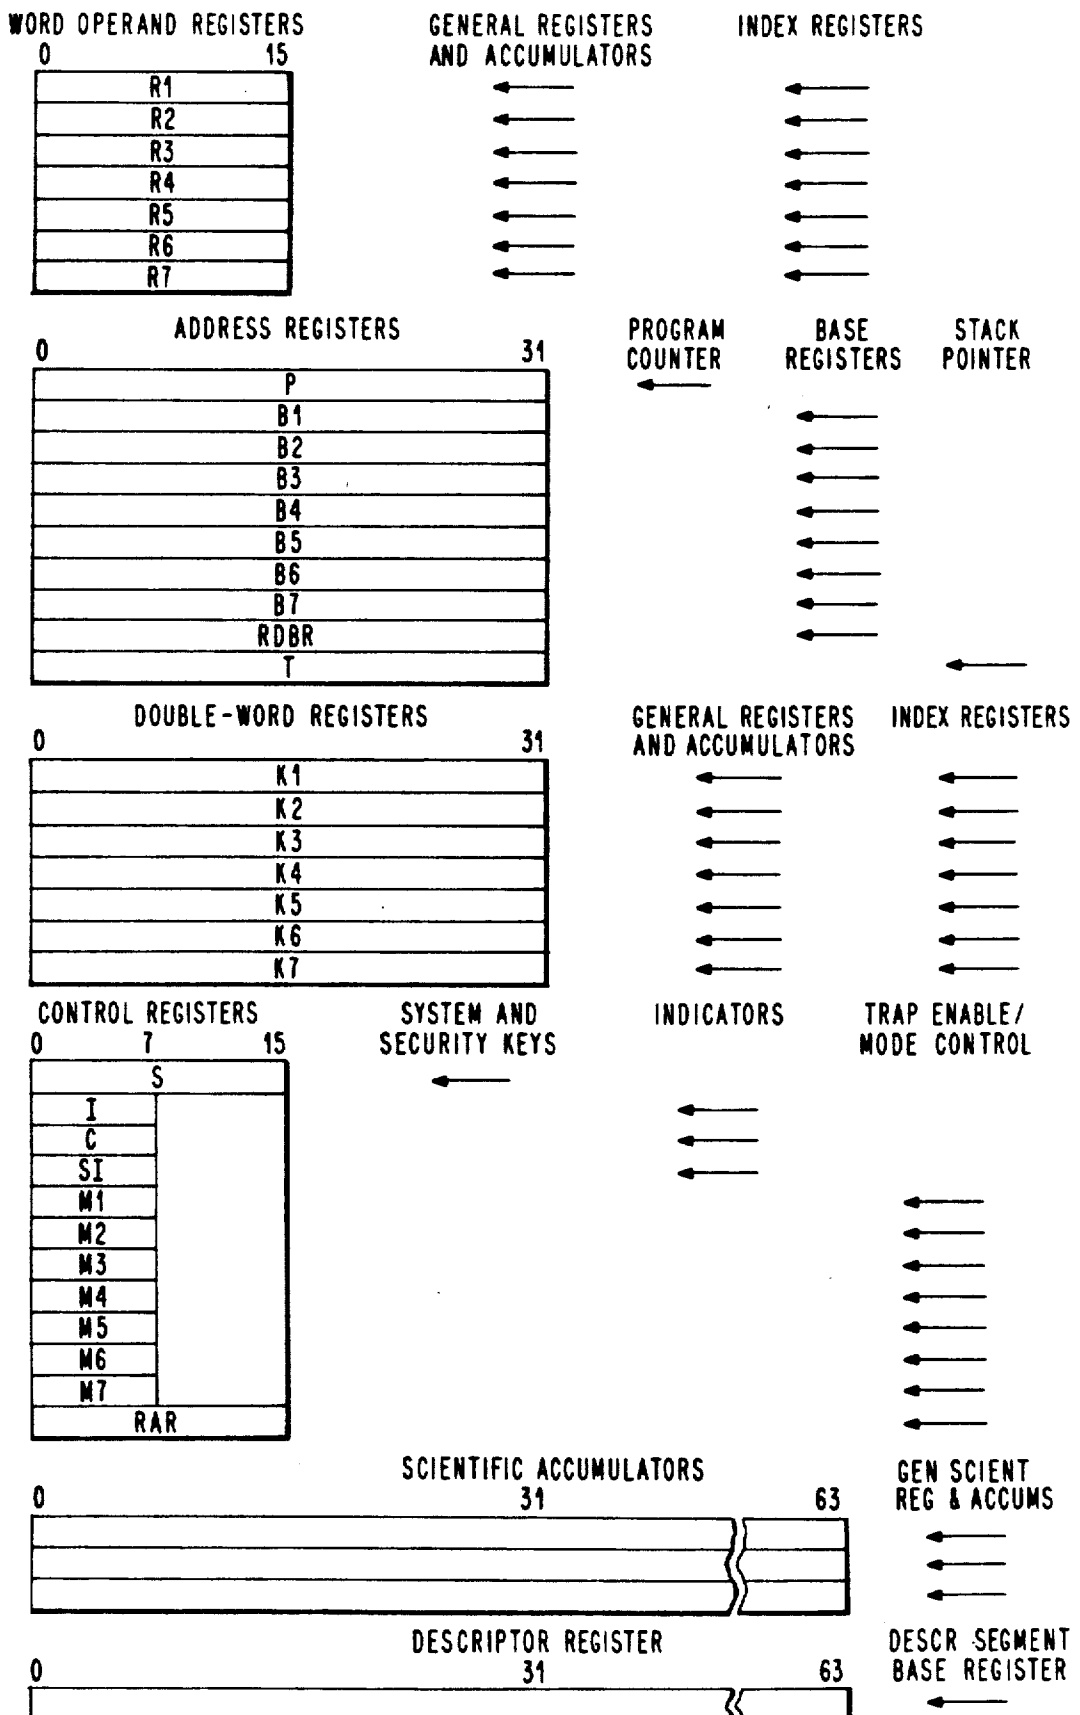 WORD OPERAND REGISTERS
GENERAL REGISTERS AND ACCUMULATORS
INDEX REGISTERS
0 15
R1
R2
R3
R4
R5
R6
R7
ADDRESS REGISTERS
PROGRAM COUNTER
BASE REGISTERS
STACK POINTER
0 31
P
B1
B2
B3
B4
B5
B6
B7
RDBR
T
DOUBLE-WORD REGISTERS
GENERAL REGISTERS AND ACCUMULATORS
INDEX REGISTERS
0 31
K1
K2
K3
K4
K5
K6
K7
CONTROL REGISTERS
SYSTEM AND SECURITY KEYS
INDICATORS
TRAP ENABLE/ MODE CONTROL
0 7 15
S
I
C
SI
M1
M2
M3
M4
M5
M6
M7
RAR
SCIENTIFIC ACCUMULATORS
GEN SCIENT REG & ACCUMS
0 31 63
DESCRIPTOR REGISTER
DESCR SEGMENT BASE REGISTER
0 31 63